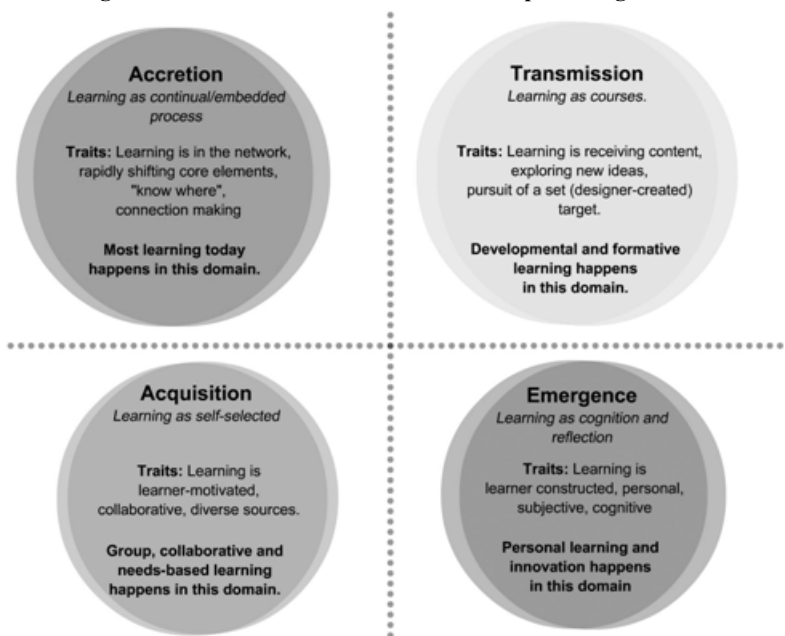 Accretion
Learning as continual/embedded
process
Traits: Learning is in the network,
rapidly shifting core elements,
"know where",
connection making
Most learning today
happens in this domain.
Transmission
Learning as courses.
Traits: Learning is receiving content,
exploring new ideas,
pursuit of a set (designer-created)
target.
Developmental and formative
learning happens
in this domain.
Acquisition
Learning as self-selected
Traits: Learning is
learner-motivated,
collaborative, diverse sources.
Group, collaborative and
needs-based learning
happens in this domain.
Emergence
Learning as cognition and
reflection
Traits: Learning is
learner constructed, personal,
subjective, cognitive
Personal learning and
innovation happens
in this domain